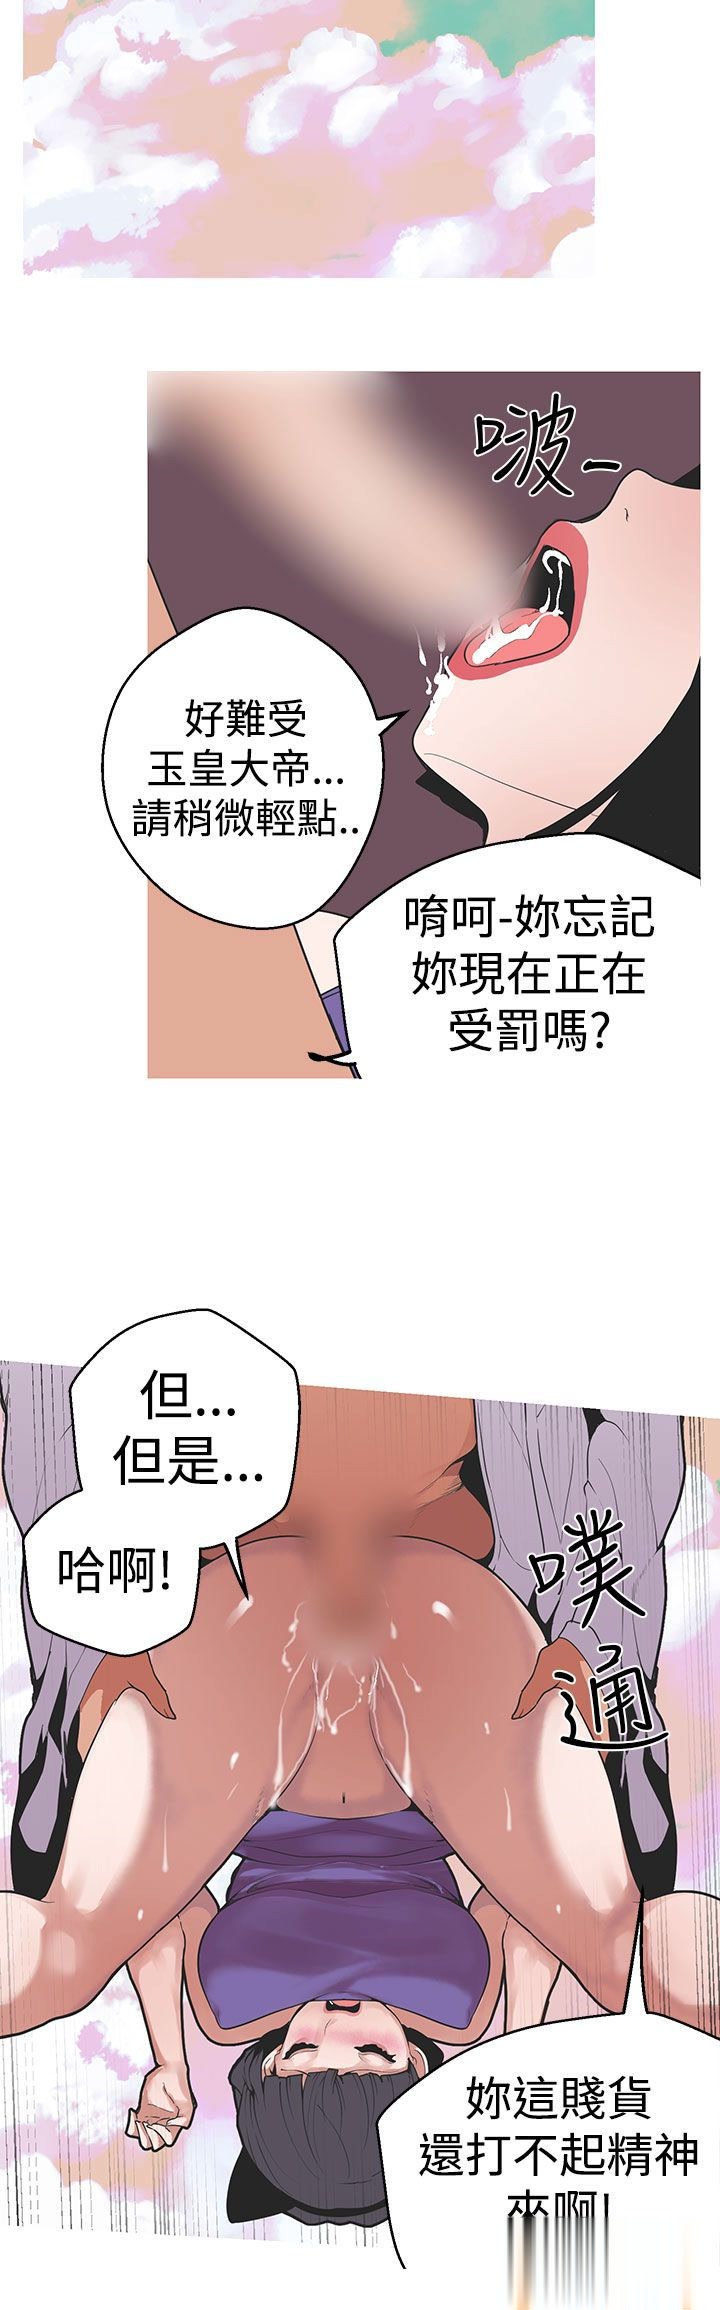 啵-
好難受
玉皇大帝...
請稍微輕點..
唷呵-妳忘記
妳現在正在
受罰嗎?
但...
但是...
哈啊!
噗
通
妳這賤貨
還打不起精神
來啊!